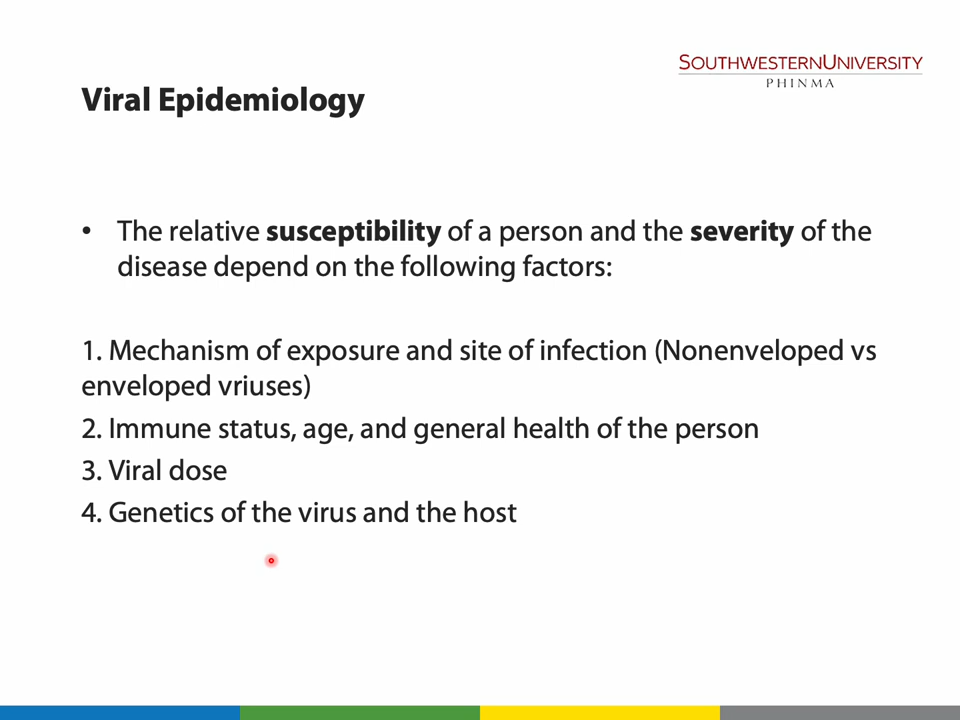 SOUTHWESTERNUNIVERSITY
PHINMA
Viral Epidemiology
• The relative susceptibility of a person and the severity of the
disease depend on the following factors:
1. Mechanism of exposure and site of infection (Nonenveloped vs
enveloped vriuses)
2. Immune status, age, and general health of the person
3. Viral dose
4. Genetics of the virus and the host